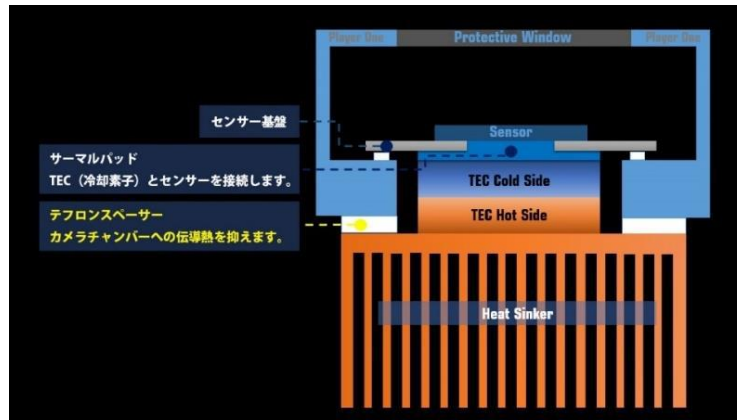 Player One
Protective Window
Player One
センサー基盤
Sensor
サーマルパッド
TEC（冷却素子）とセンサーを接続します。
TEC Cold Side
テフロンスペーサー
カメラチャンバーへの伝導熱を抑えます。
TEC Hot Side
Heat Sinker